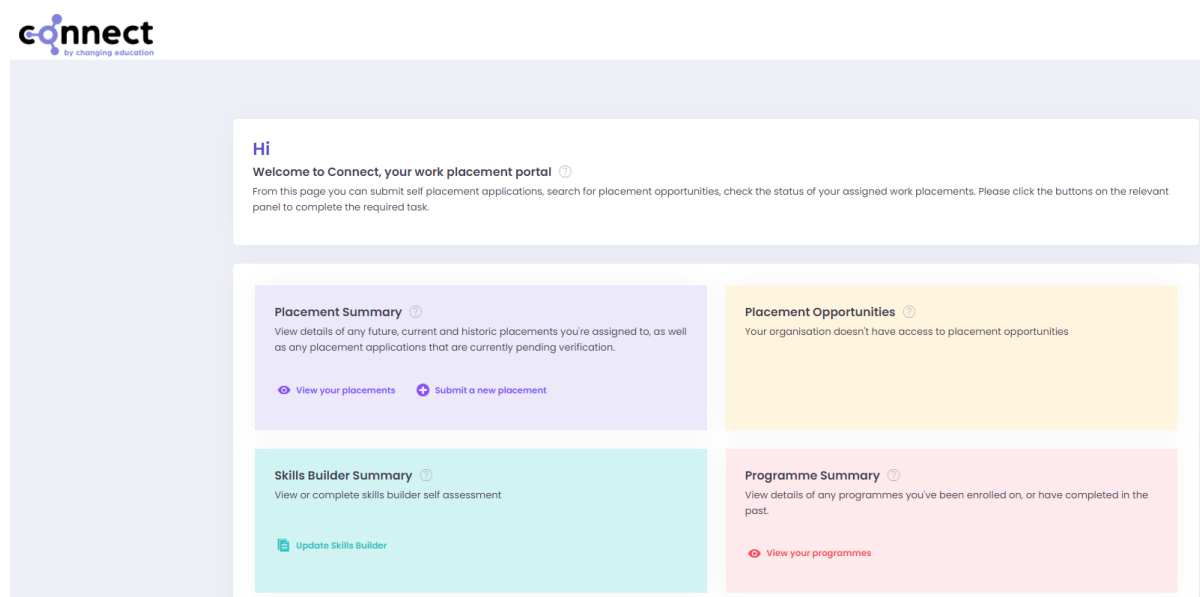 connect
by changing education
Hi
Welcome to Connect, your work placement portal ?
From this page you can submit self placement applications, search for placement opportunities, check the status of your assigned work placements. Please click the buttons on the relevant
panel to complete the required task.
Placement Summary ?
View details of any future, current and historic placements you're assigned to, as well
as any placement applications that are currently pending verification.
View your placements
Submit a new placement
Placement Opportunities ?
Your organisation doesn't have access to placement opportunities
Skills Builder Summary ?
View or complete skills builder self assessment
Update Skills Builder
Programme Summary ?
View details of any programmes you've been enrolled on, or have completed in the
past.
View your programmes